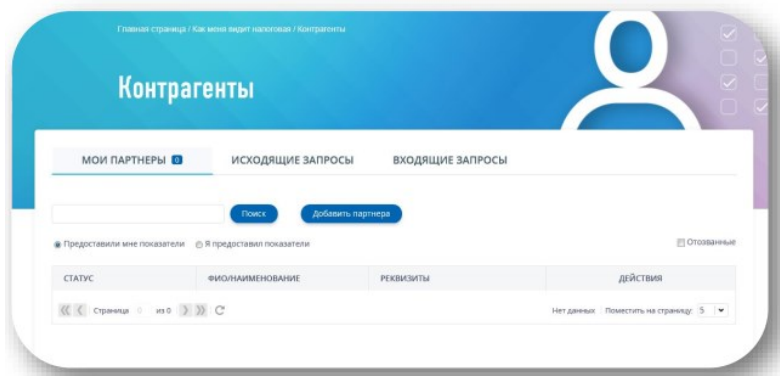 Главная страница / Как меня видит налоговая / Контрагенты
Контрагенты
МОИ ПАРТНЕРЫ 0 ИСХОДЯЩИЕ ЗАПРОСЫ ВХОДЯЩИЕ ЗАПРОСЫ
Поиск Добавить партнера
Предоставили мне показатели Я предоставил показатели Отозванные
СТАТУС ФИО/НАИМЕНОВАНИЕ РЕКВИЗИТЫ ДЕЙСТВИЯ
Страница 0 из 0 Нет данных Поместить на страницу: 5